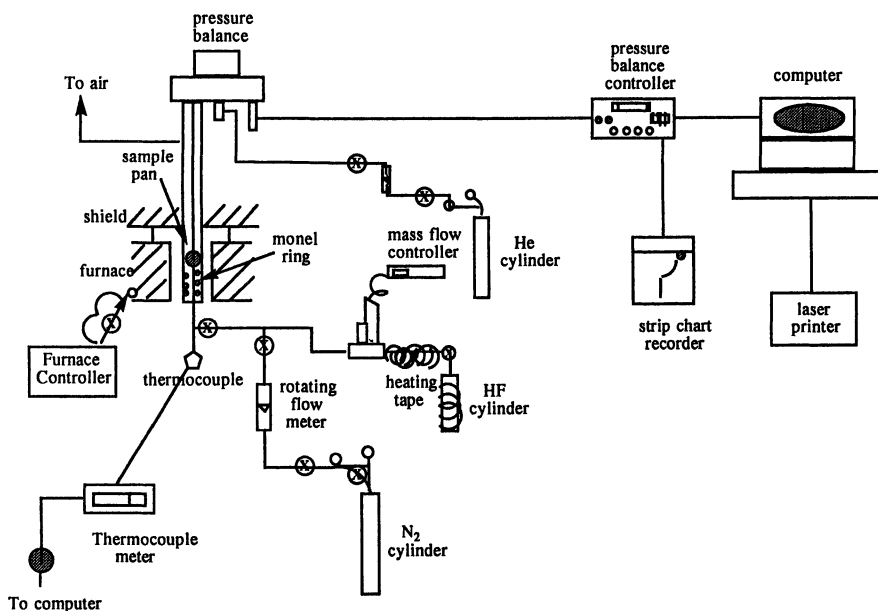 pressure
balance
To air
pressure
balance
controller
computer
sample
pan
shield
monel
ring
mass flow
controller
He
cylinder
furnace
strip chart
recorder
laser
printer
Furnace
Controller
thermocouple
rotating
flow
meter
heating
tape
HF
cylinder
N₂
cylinder
Thermocouple
meter
To computer